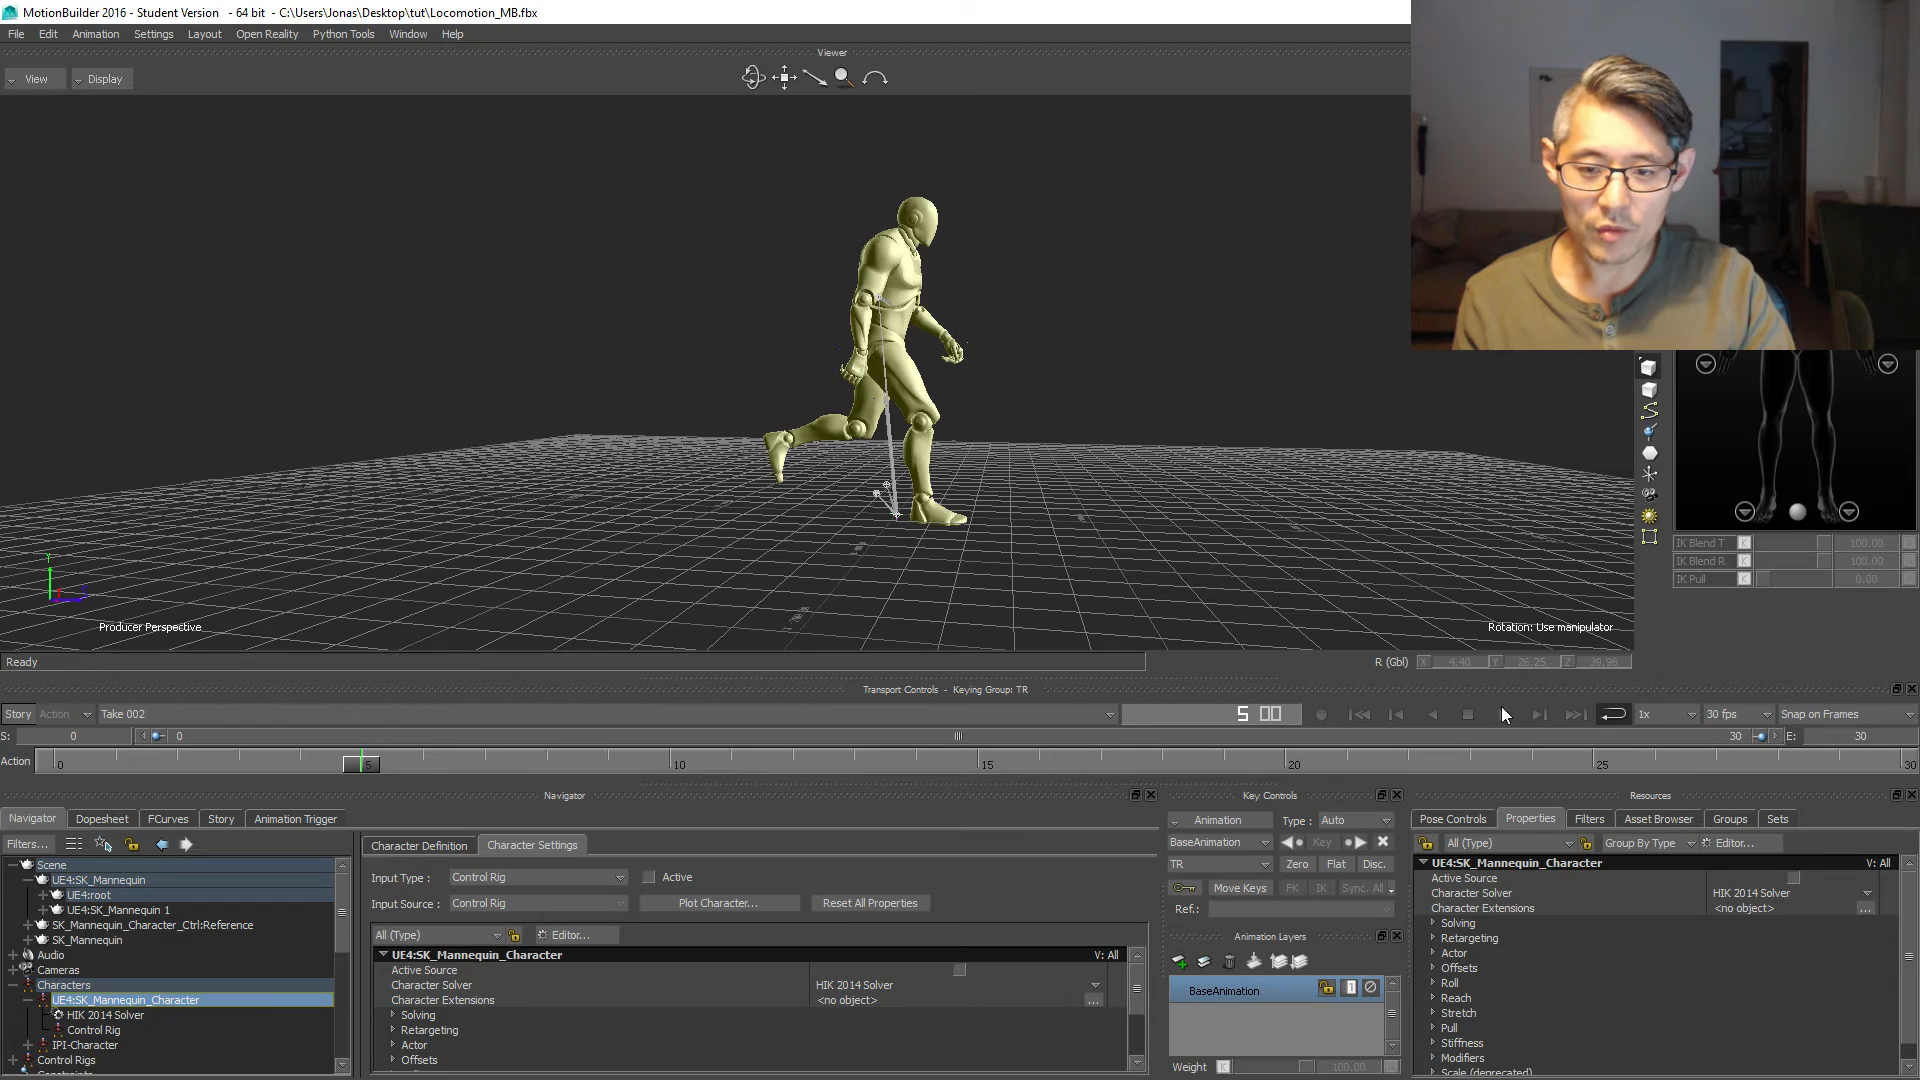 MotionBuilder 2016 - Student Version - 64 bit - C:\Users\Jonas\Desktop\tut\Locomotion_MB.fbx
File Edit Animation Settings Layout Open Reality Python Tools Window Help
Viewer
View Display
Producer Perspective
Rotation: Use manipulator
IK Blend T K 100.00
IK Blend R K 100.00
IK Pull K 0.00
Ready
R (Gbl) X 4.40 Y 26.25 Z 39.96
Transport Controls - Keying Group: TR
Story Action Take 002 5 00 1x 30 fps Snap on Frames
S: 0 0 30 E: 30
Action 0 5 10 15 20 25 30
Navigator
Navigator Dopesheet FCurves Story Animation Trigger
Filters...
Scene
UE4:SK_Mannequin
UE4:root
UE4:SK_Mannequin 1
SK_Mannequin_Character_Ctrl:Reference
SK_Mannequin
Audio
Cameras
Characters
UE4:SK_Mannequin_Character
HIK 2014 Solver
Control Rig
IPI-Character
Control Rigs
Constraints
Character Definition Character Settings
Input Type : Control Rig Active
Input Source : Control Rig Plot Character... Reset All Properties
All (Type) Editor...
UE4:SK_Mannequin_Character V: All
Active Source
Character Solver HIK 2014 Solver
Character Extensions <no object> ...
Solving
Retargeting
Actor
Offsets
Key Controls
Animation Type : Auto
BaseAnimation Key
TR Zero Flat Disc.
Move Keys FK IK Sync. All
Ref.:
Animation Layers
BaseAnimation 1
Weight K 100.00
Resources
Pose Controls Properties Filters Asset Browser Groups Sets
All (Type) Group By Type Editor...
UE4:SK_Mannequin_Character V: All
Active Source
Character Solver HIK 2014 Solver
Character Extensions <no object> ...
Solving
Retargeting
Actor
Offsets
Roll
Reach
Stretch
Pull
Stiffness
Modifiers
Scale (deprecated)